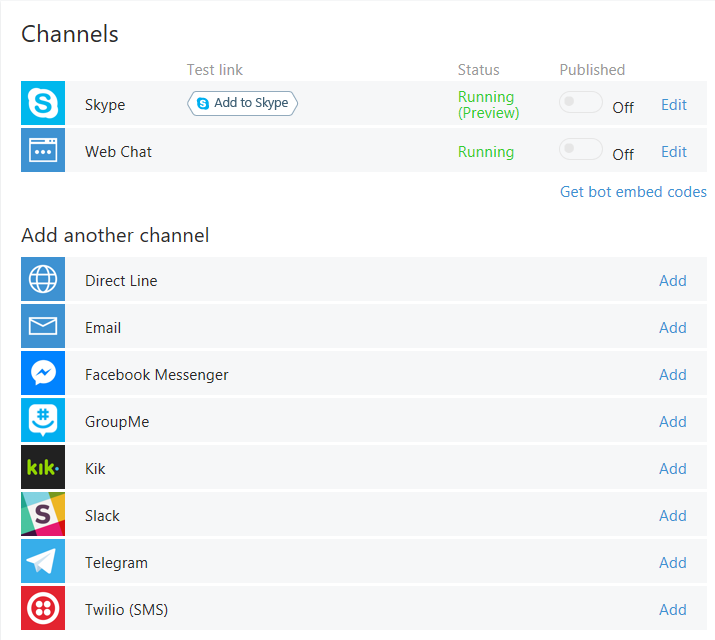 Channels
Test link Status Published
Skype Add to Skype Running (Preview) Off Edit
Web Chat Running Off Edit
Get bot embed codes
Add another channel
Direct Line Add
Email Add
Facebook Messenger Add
# GroupMe Add
kik. Kik Add
S Slack Add
Telegram Add
Twilio (SMS) Add